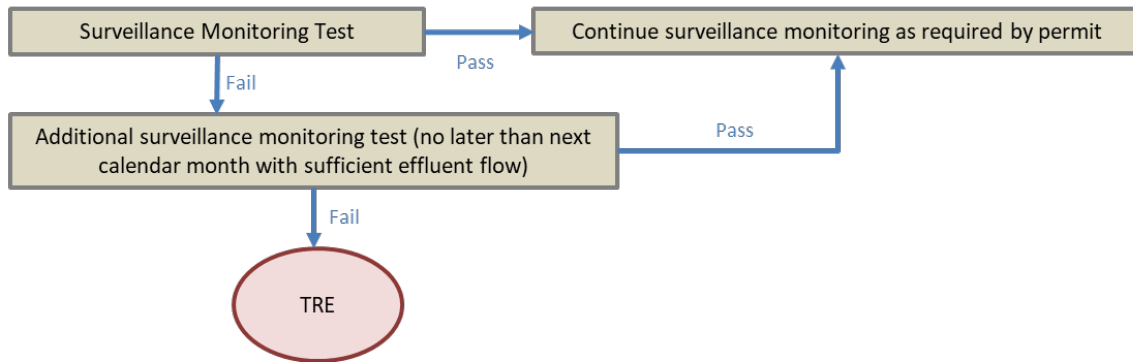 Surveillance Monitoring Test
Pass
Continue surveillance monitoring as required by permit
Fail
Additional surveillance monitoring test (no later than next
calendar month with sufficient effluent flow)
Pass
Fail
TRE